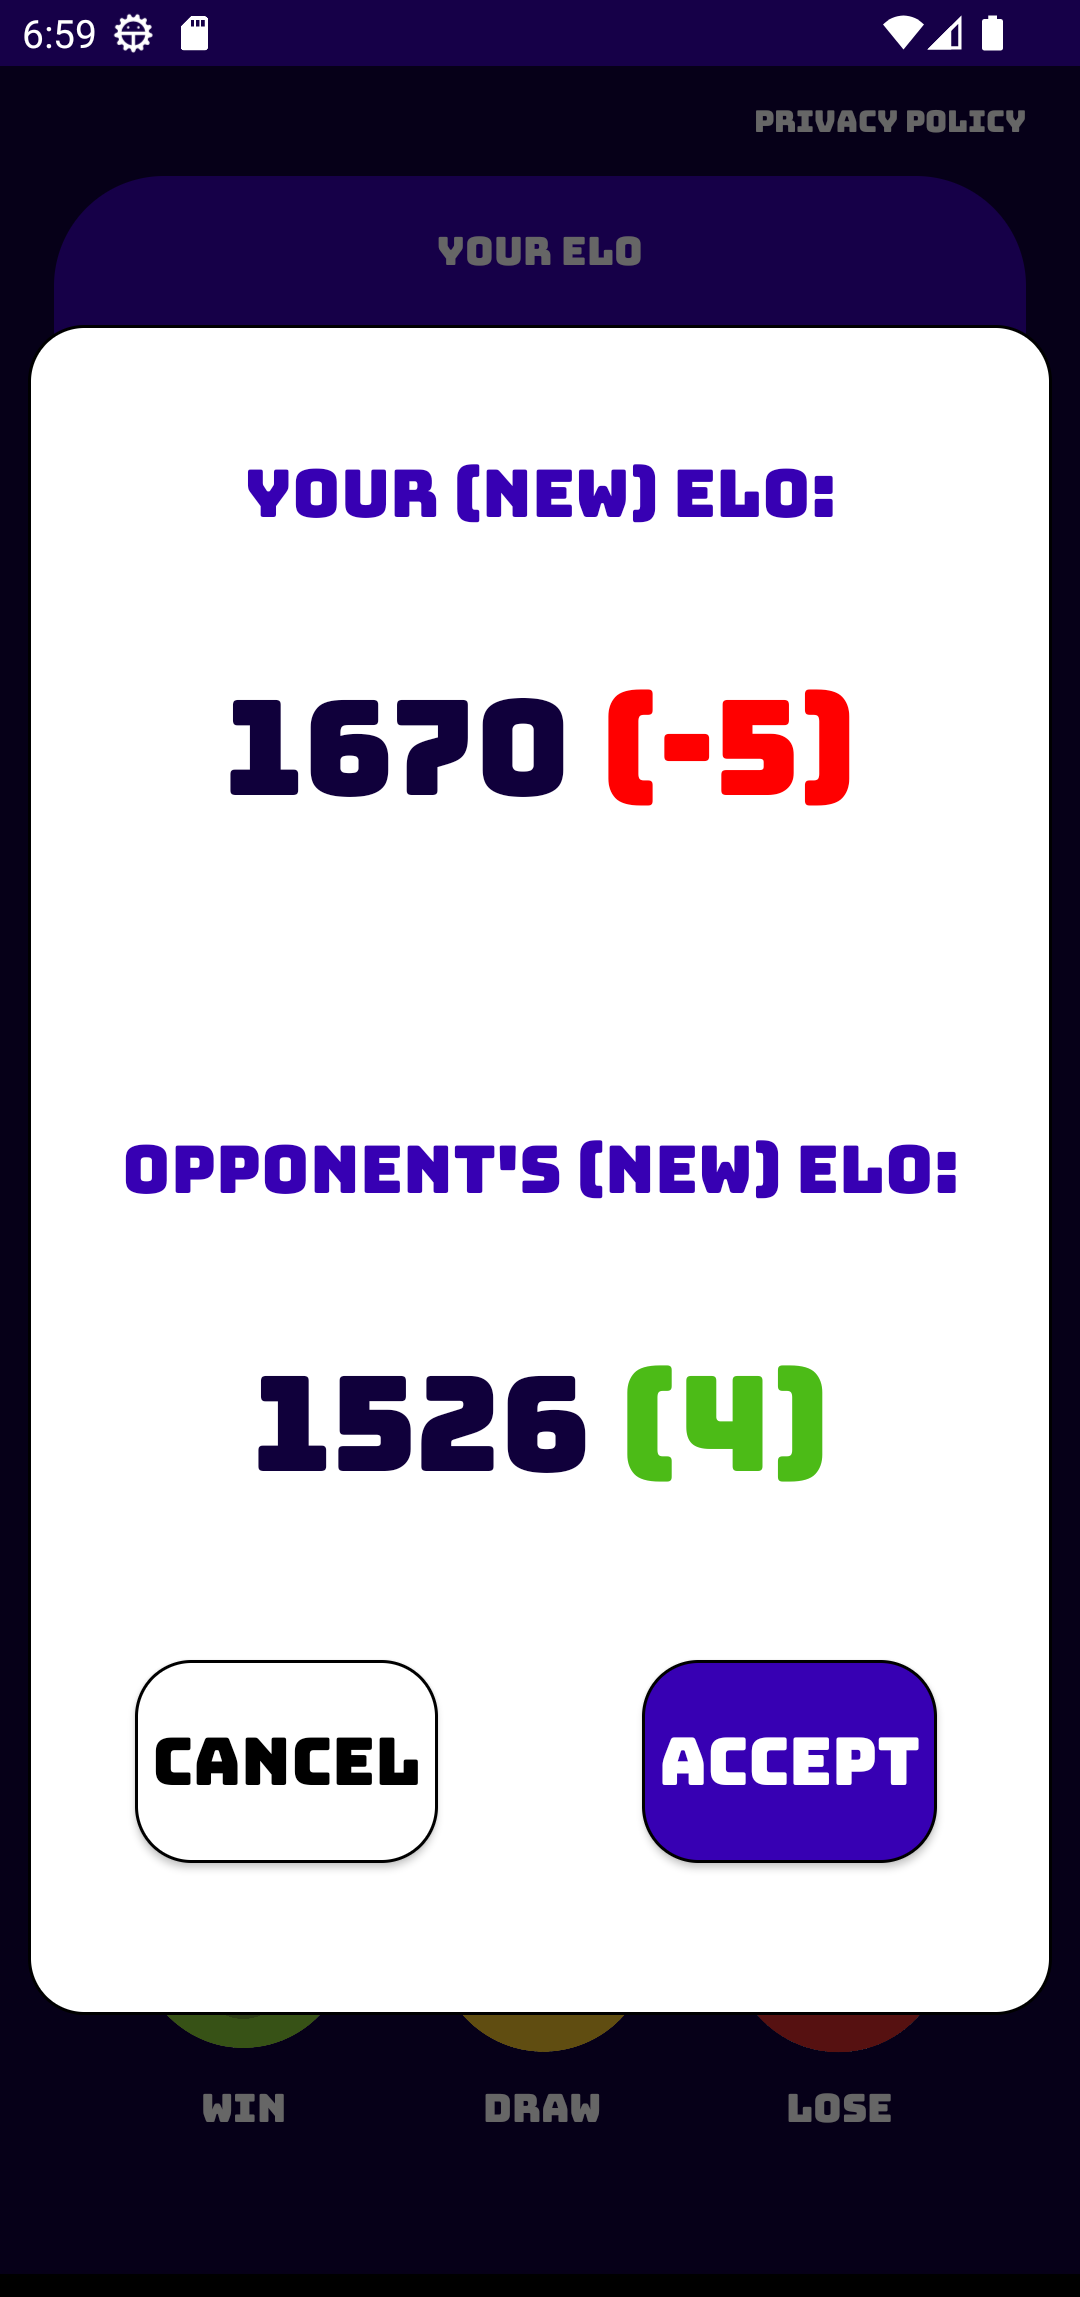 6:59
PRIVACY POLICY
YOUR ELO
YOUR (NEW) ELO:
1670 (-5)
OPPONENT'S (NEW) ELO:
1526 (4)
CANCEL ACCEPT
WIN DRAW LOSE